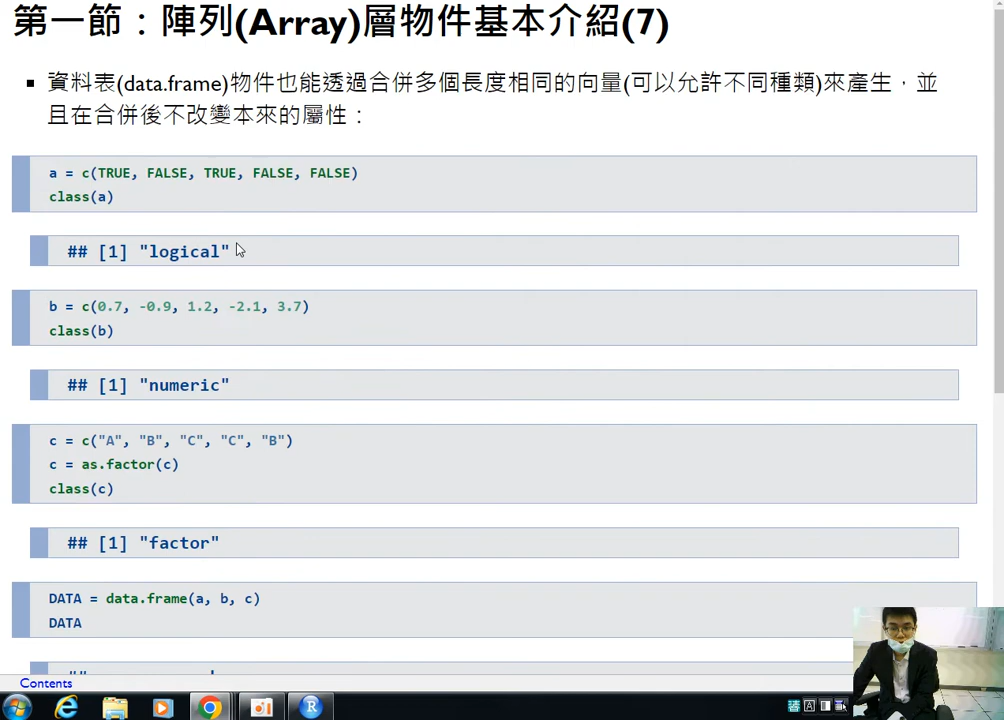 第一節：陣列(Array)層物件基本介紹(7)
▪ 資料表(data.frame)物件也能透過合併多個長度相同的向量(可以允許不同種類)來產生，並
且在合併後不改變本來的屬性：
a = c(TRUE, FALSE, TRUE, FALSE, FALSE)
class(a)
## [1] "logical"
b = c(0.7, -0.9, 1.2, -2.1, 3.7)
class(b)
## [1] "numeric"
c = c("A", "B", "C", "C", "B")
c = as.factor(c)
class(c)
## [1] "factor"
DATA = data.frame(a, b, c)
DATA
Contents